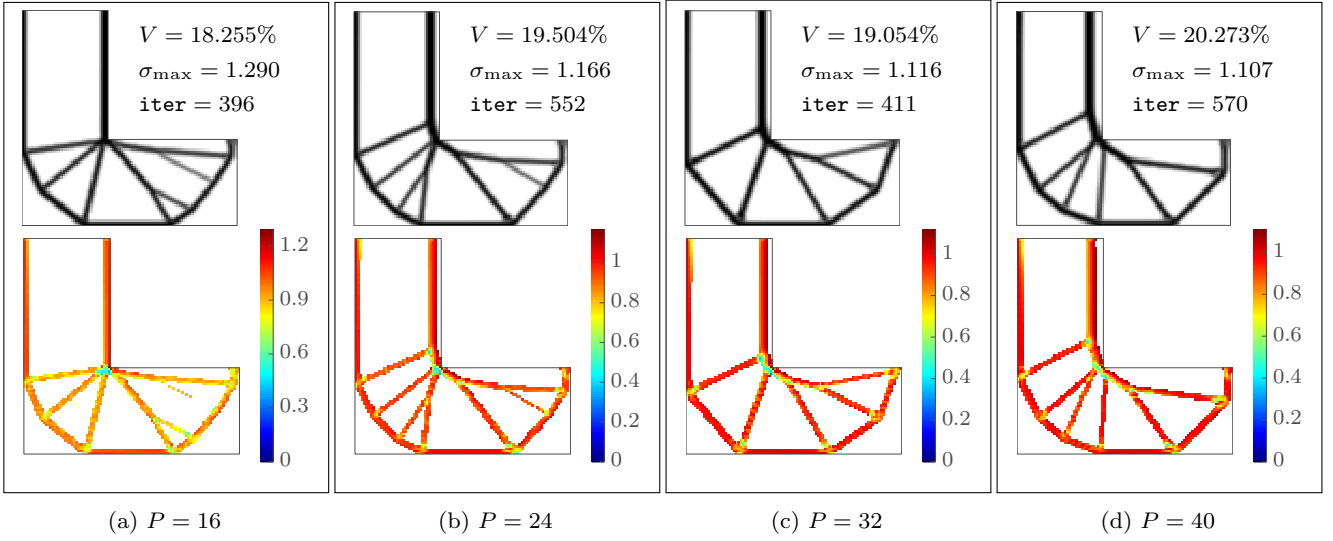 V = 18.255%
σmax = 1.290
iter = 396
1.2
0.9
0.6
0.3
0
(a) P = 16
V = 19.504%
σmax = 1.166
iter = 552
1
0.8
0.6
0.4
0.2
0
(b) P = 24
V = 19.054%
σmax = 1.116
iter = 411
1
0.8
0.6
0.4
0.2
0
(c) P = 32
V = 20.273%
σmax = 1.107
iter = 570
1
0.8
0.6
0.4
0.2
0
(d) P = 40